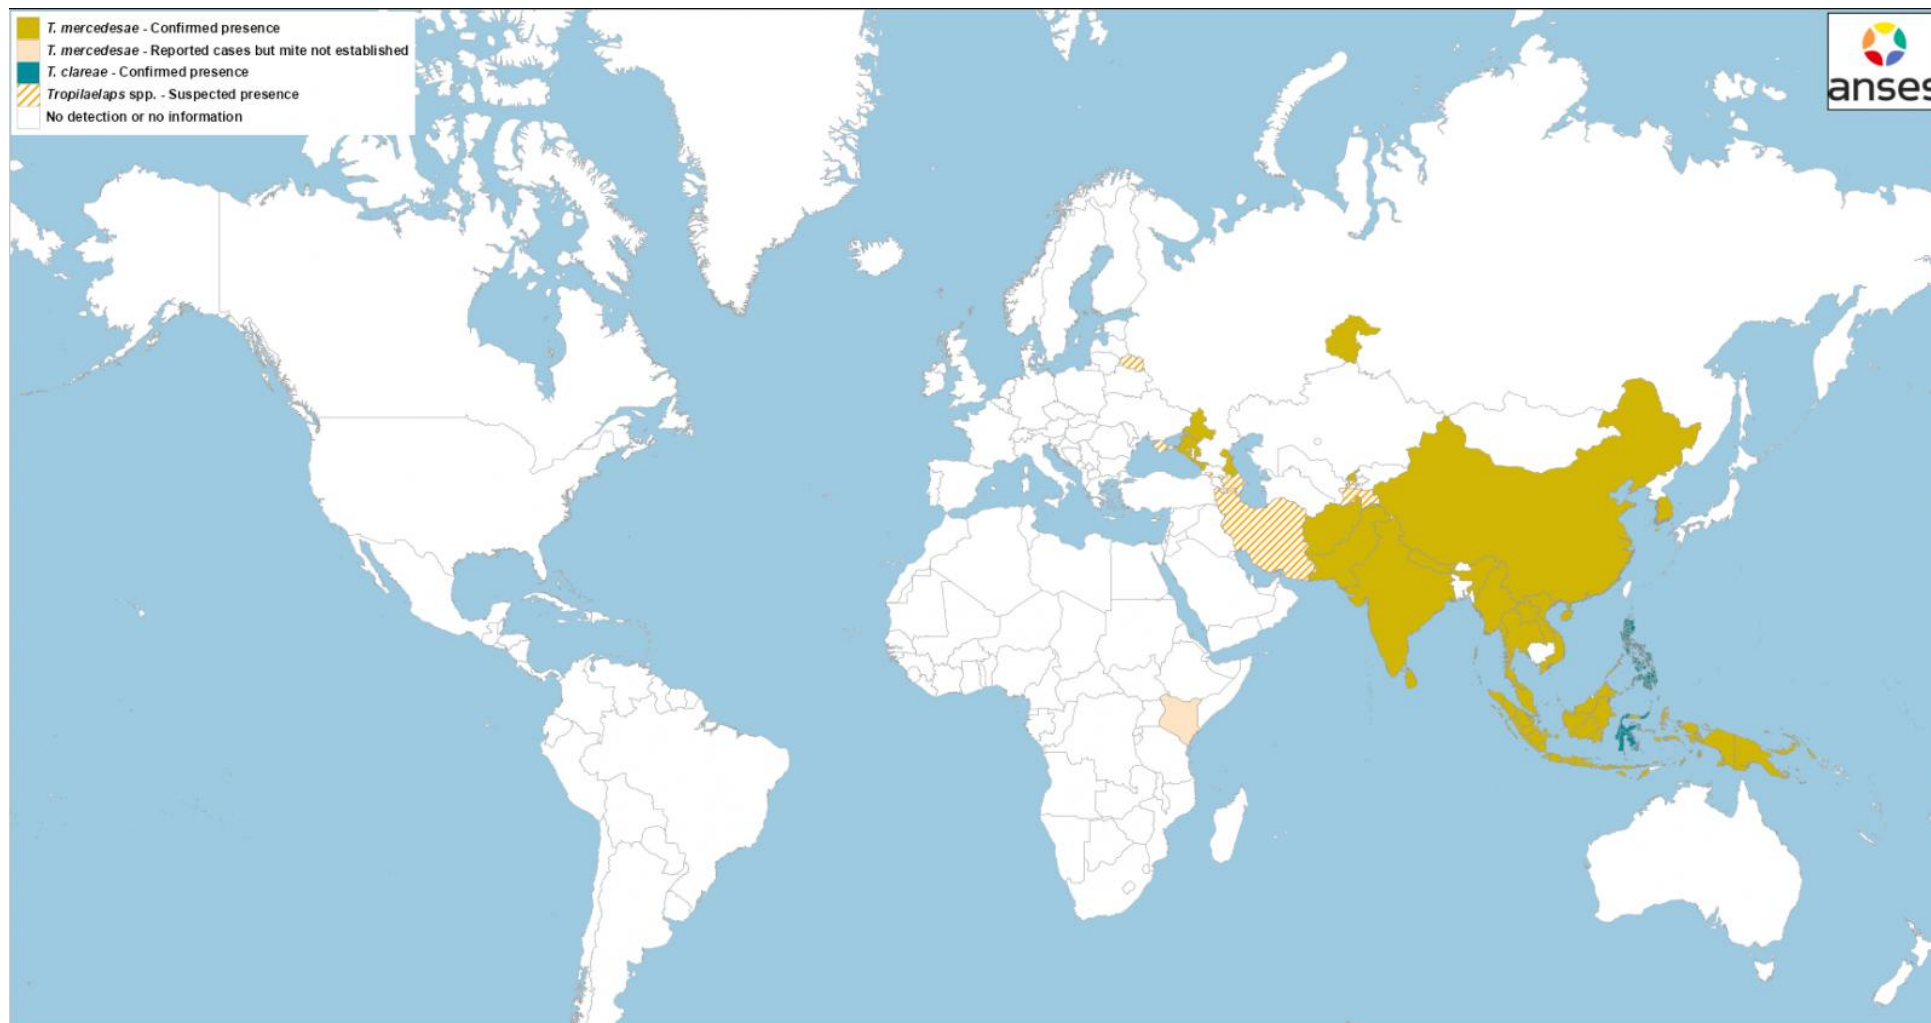 T. mercedesae - Confirmed presence
T. mercedesae - Reported cases but mite not established
T. clareae - Confirmed presence
Tropilaelaps spp. - Suspected presence
No detection or no information
anses